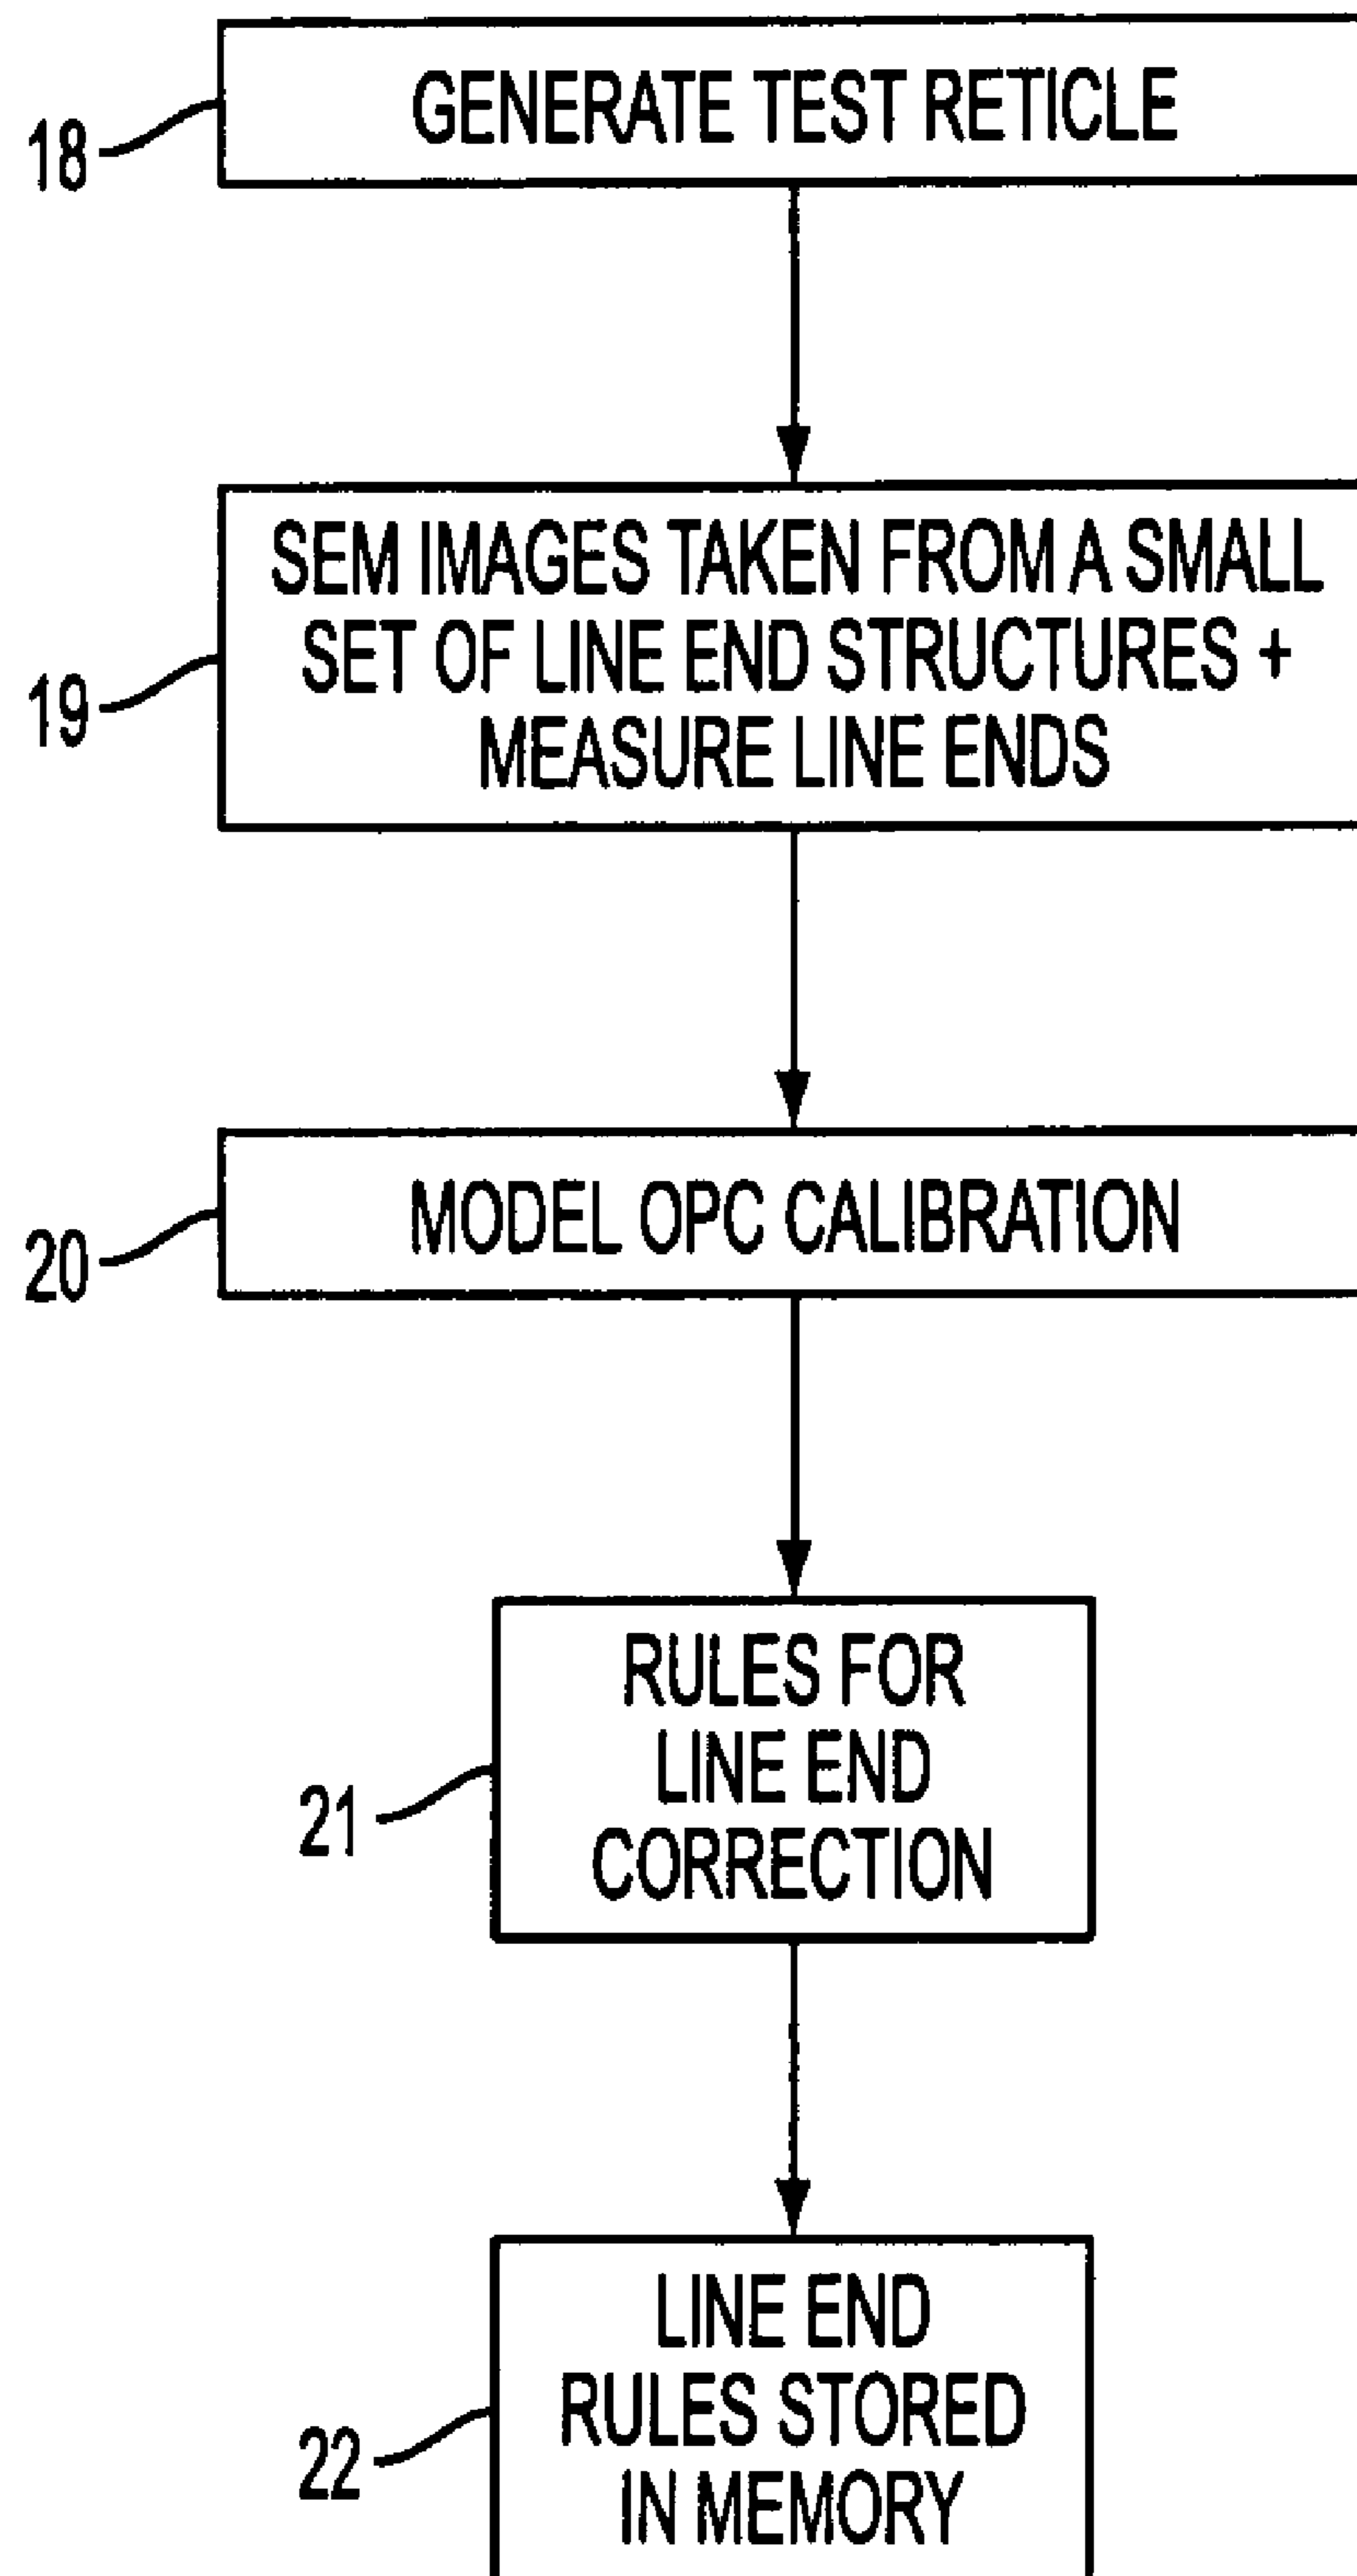 GENERATE TEST RETICLE
18
SEM IMAGES TAKEN FROM A SMALL
SET OF LINE END STRUCTURES +
MEASURE LINE ENDS
19
MODEL OPC CALIBRATION
20
RULES FOR
LINE END
CORRECTION
21
LINE END
RULES STORED
IN MEMORY
22